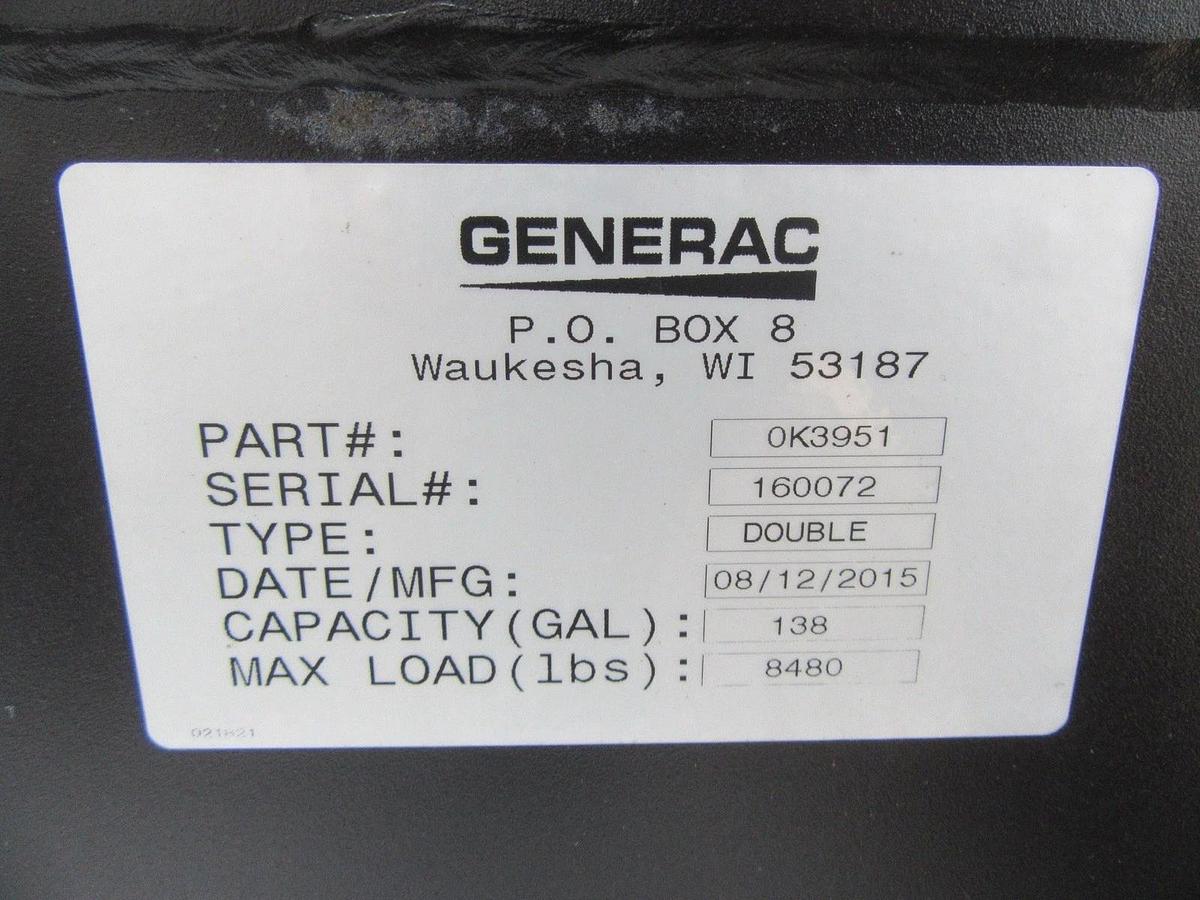 GENERAC
P.O. BOX 8
Waukesha, WI 53187
PART#: 0K3951
SERIAL#: 160072
TYPE: DOUBLE
DATE/MFG: 08/12/2015
CAPACITY(GAL): 138
MAX LOAD(lbs): 8480
021821